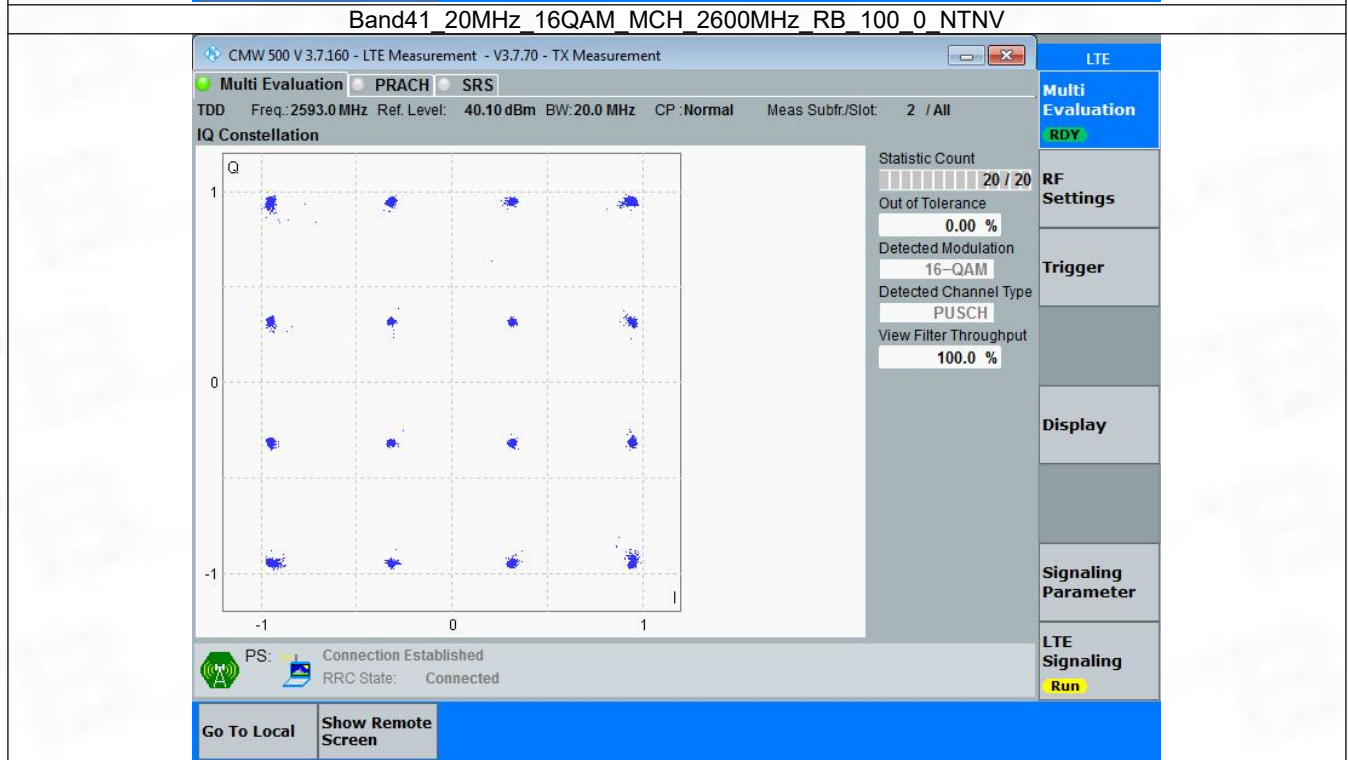 Band41_20MHz_16QAM_MCH_2600MHz_RB_100_0_NTNV
CMW 500 V 3.7.160 - LTE Measurement - V3.7.70 - TX Measurement
LTE
Multi Evaluation PRACH SRS
Multi
Evaluation
RDY
TDD Freq.:2593.0 MHz Ref. Level: 40.10 dBm BW:20.0 MHz CP :Normal Meas Subfr./Slot: 2 / All
IQ Constellation
Q
1
0
-1
-1 0 1
I
Statistic Count
20 / 20
Out of Tolerance
0.00 %
Detected Modulation
16-QAM
Detected Channel Type
PUSCH
View Filter Throughput
100.0 %
RF
Settings
Trigger
Display
Signaling
Parameter
LTE
Signaling
Run
PS: Connection Established
RRC State: Connected
Go To Local
Show Remote
Screen